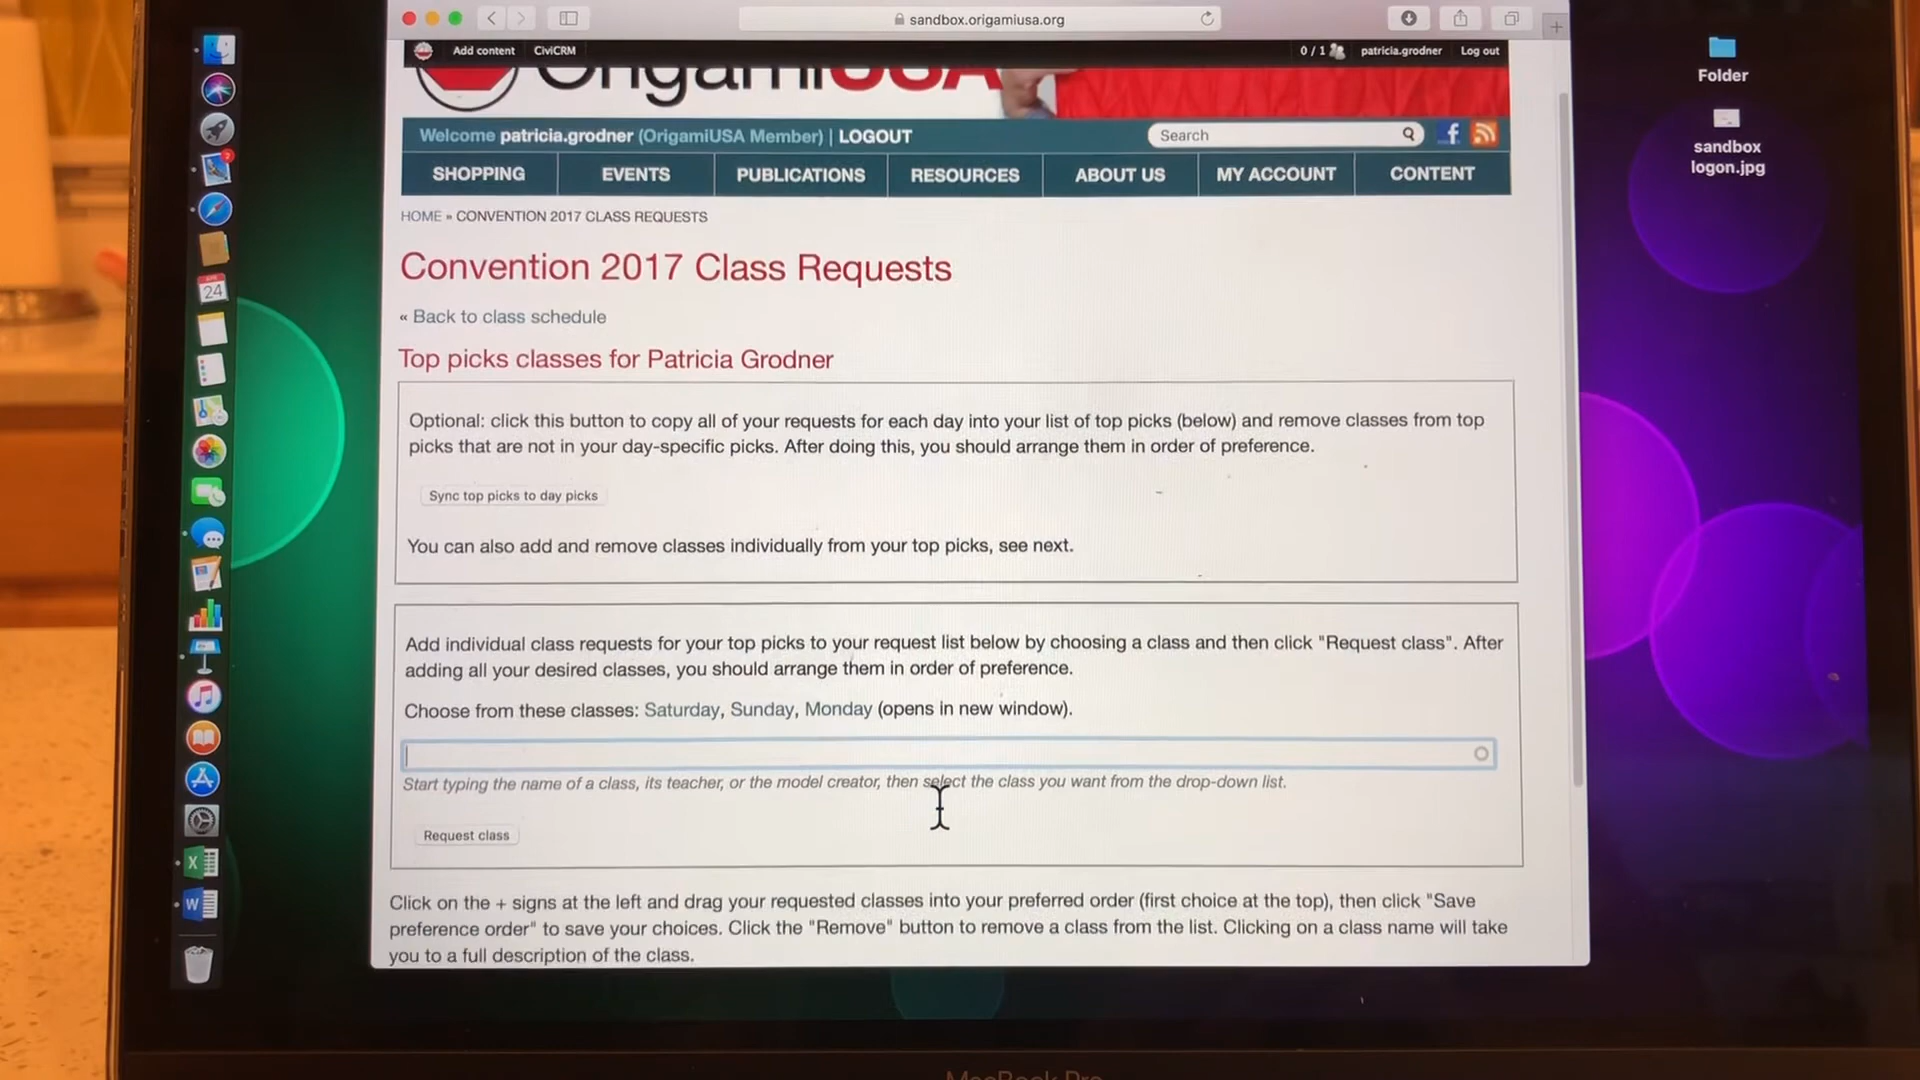 sandbox.origamiusa.org
Add content CiviCRM 0 / 1 patricia.grodner Log out
OrigamiUSA
Folder
sandbox
logon.jpg
Welcome patricia.grodner (OrigamiUSA Member) | LOGOUT
Search
SHOPPING EVENTS PUBLICATIONS RESOURCES ABOUT US MY ACCOUNT CONTENT
HOME » CONVENTION 2017 CLASS REQUESTS
Convention 2017 Class Requests
« Back to class schedule
Top picks classes for Patricia Grodner
Optional: click this button to copy all of your requests for each day into your list of top picks (below) and remove classes from top
picks that are not in your day-specific picks. After doing this, you should arrange them in order of preference.
Sync top picks to day picks
You can also add and remove classes individually from your top picks, see next.
Add individual class requests for your top picks to your request list below by choosing a class and then click "Request class". After
adding all your desired classes, you should arrange them in order of preference.
Choose from these classes: Saturday, Sunday, Monday (opens in new window).
Start typing the name of a class, its teacher, or the model creator, then select the class you want from the drop-down list.
Request class
Click on the + signs at the left and drag your requested classes into your preferred order (first choice at the top), then click "Save
preference order" to save your choices. Click the "Remove" button to remove a class from the list. Clicking on a class name will take
you to a full description of the class.
24
MacBook Pro